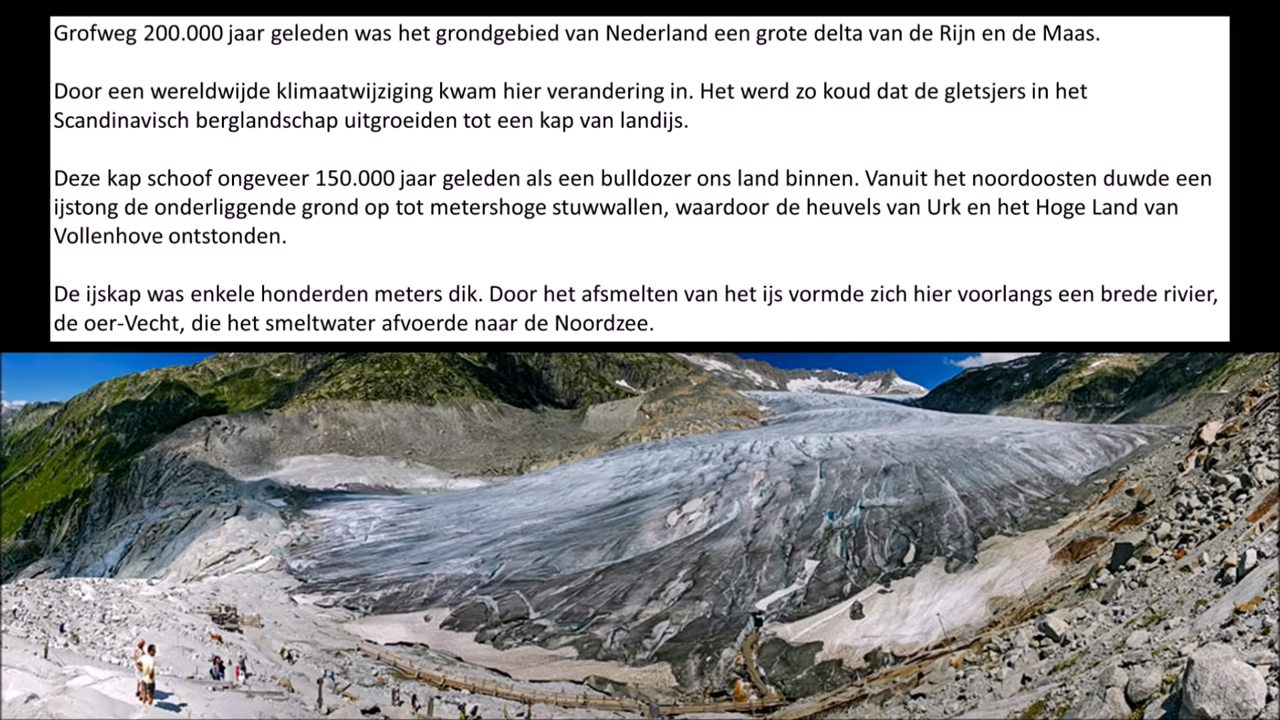 Grofweg 200.000 jaar geleden was het grondgebied van Nederland een grote delta van de Rijn en de Maas.
Door een wereldwijde klimaatwijziging kwam hier verandering in. Het werd zo koud dat de gletsjers in het
Scandinavisch berglandschap uitgroeiden tot een kap van landijs.
Deze kap schoof ongeveer 150.000 jaar geleden als een bulldozer ons land binnen. Vanuit het noordoosten duwde een
ijstong de onderliggende grond op tot metershoge stuwwallen, waardoor de heuvels van Urk en het Hoge Land van
Vollenhove ontstonden.
De ijskap was enkele honderden meters dik. Door het afsmelten van het ijs vormde zich hier voorlangs een brede rivier,
de oer-Vecht, die het smeltwater afvoerde naar de Noordzee.